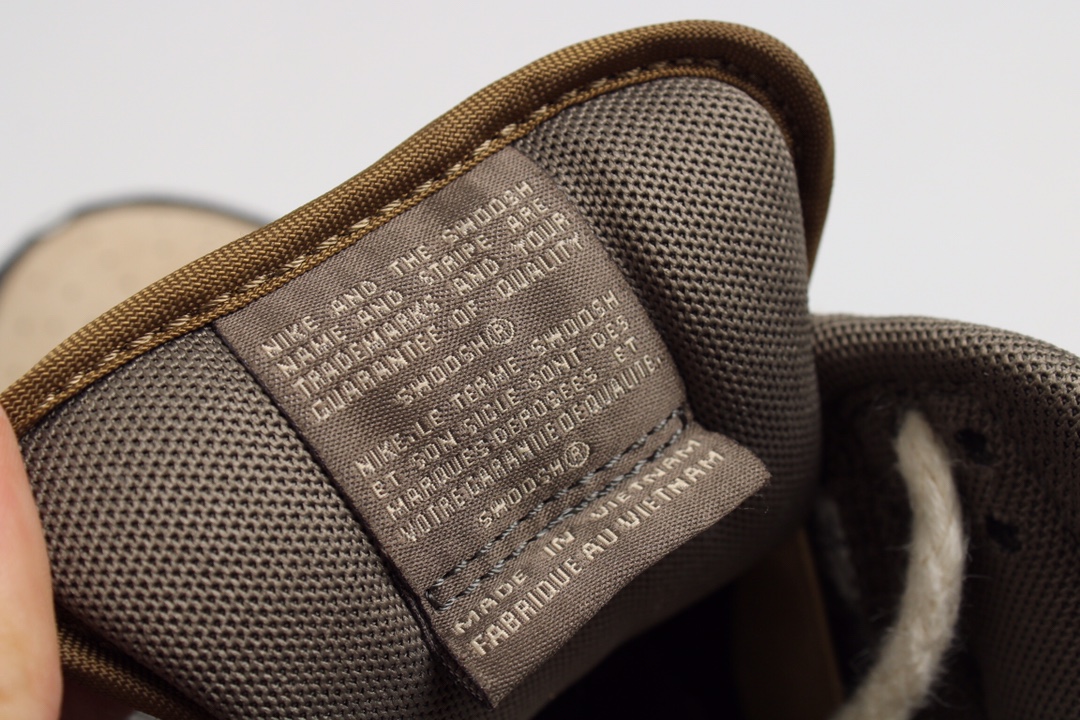 NIKE AND THE SWOOSH
NAME AND STRIPE ARE
TRADEMARKS AND YOUR
GUARANTEE OF QUALITY
SWOOSH®
NIKE, LE TERME SWOOSH
ET SON SIGLE SONT DES
MARQUES DEPOSEES ET
VOTRE GARANTIE DE QUALITE.
SWOOSH®
MADE IN VIETNAM
FABRIQUE AU VIETNAM